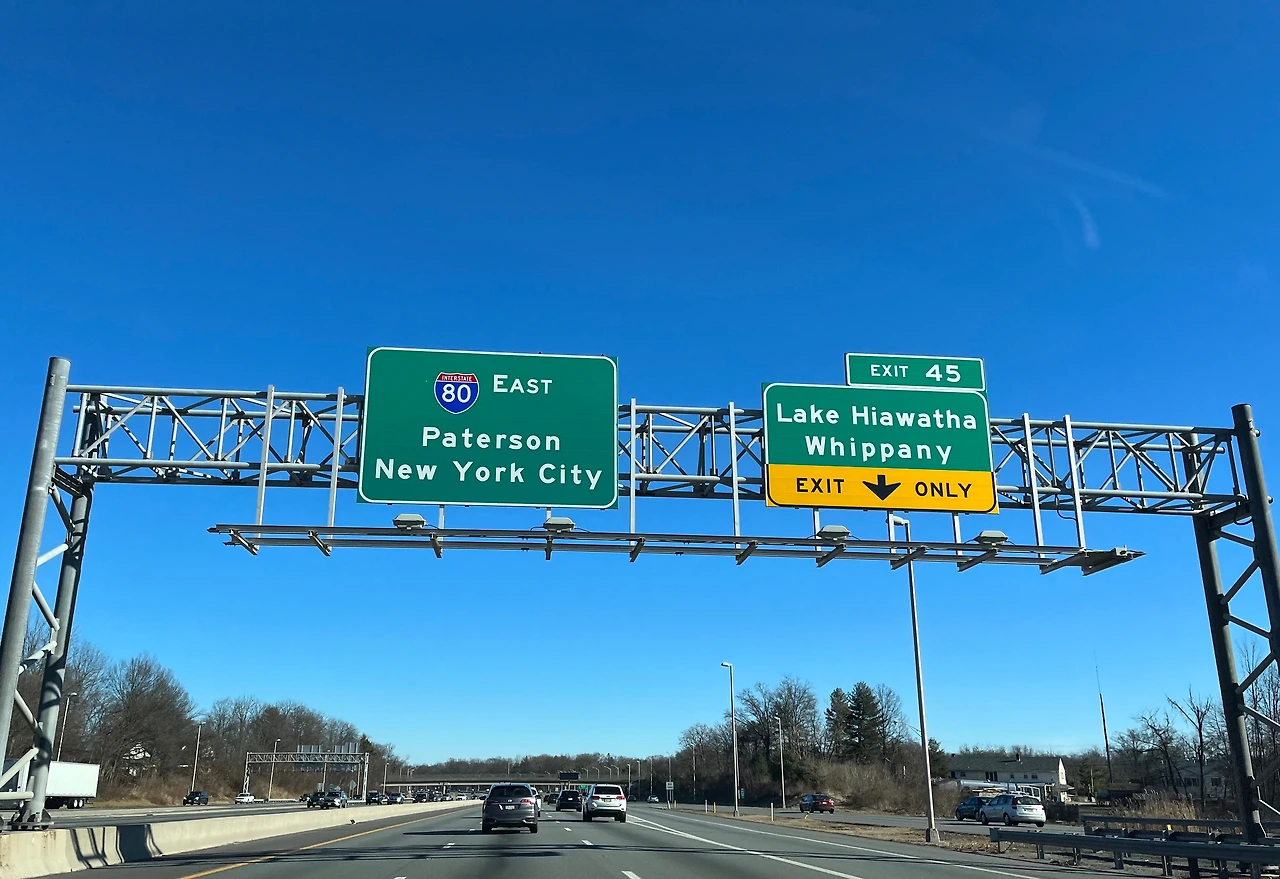 INTERSTATE
80 EAST
Paterson
New York City
EXIT 45
Lake Hiawatha
Whippany
EXIT ONLY